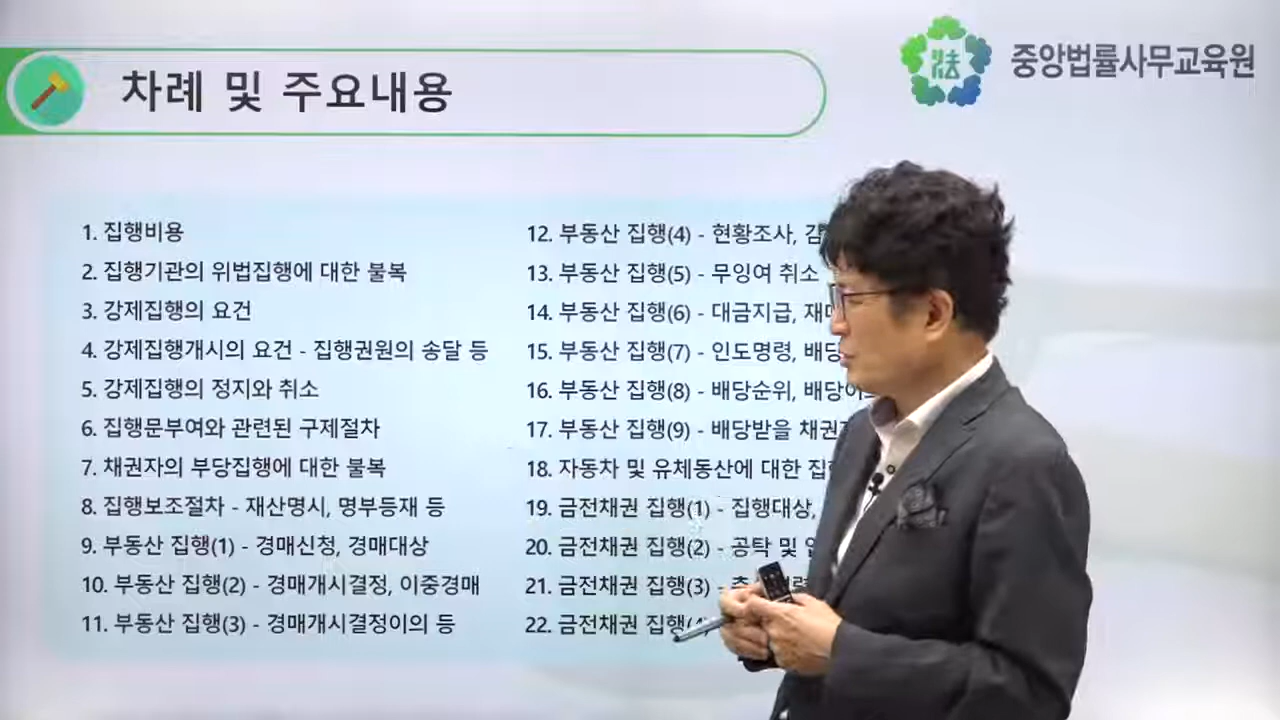 차례 및 주요내용
중앙법률사무교육원
1. 집행비용
2. 집행기관의 위법집행에 대한 불복
3. 강제집행의 요건
4. 강제집행개시의 요건 - 집행권원의 송달 등
5. 강제집행의 정지와 취소
6. 집행문부여와 관련된 구제절차
7. 채권자의 부당집행에 대한 불복
8. 집행보조절차 - 재산명시, 명부등재 등
9. 부동산 집행(1) - 경매신청, 경매대상
10. 부동산 집행(2) - 경매개시결정, 이중경매
11. 부동산 집행(3) - 경매개시결정이의 등
12. 부동산 집행(4) - 현황조사,
13. 부동산 집행(5) - 무잉여 취소
14. 부동산 집행(6) - 대금지급,
15. 부동산 집행(7) - 인도명령,
16. 부동산 집행(8) - 배당순위,
17. 부동산 집행(9) - 배당받을
18. 자동차 및 유체동산에 대한
19. 금전채권 집행(1) - 집행대상,
20. 금전채권 집행(2) - 공탁 및
21. 금전채권 집행(3) -
22. 금전채권